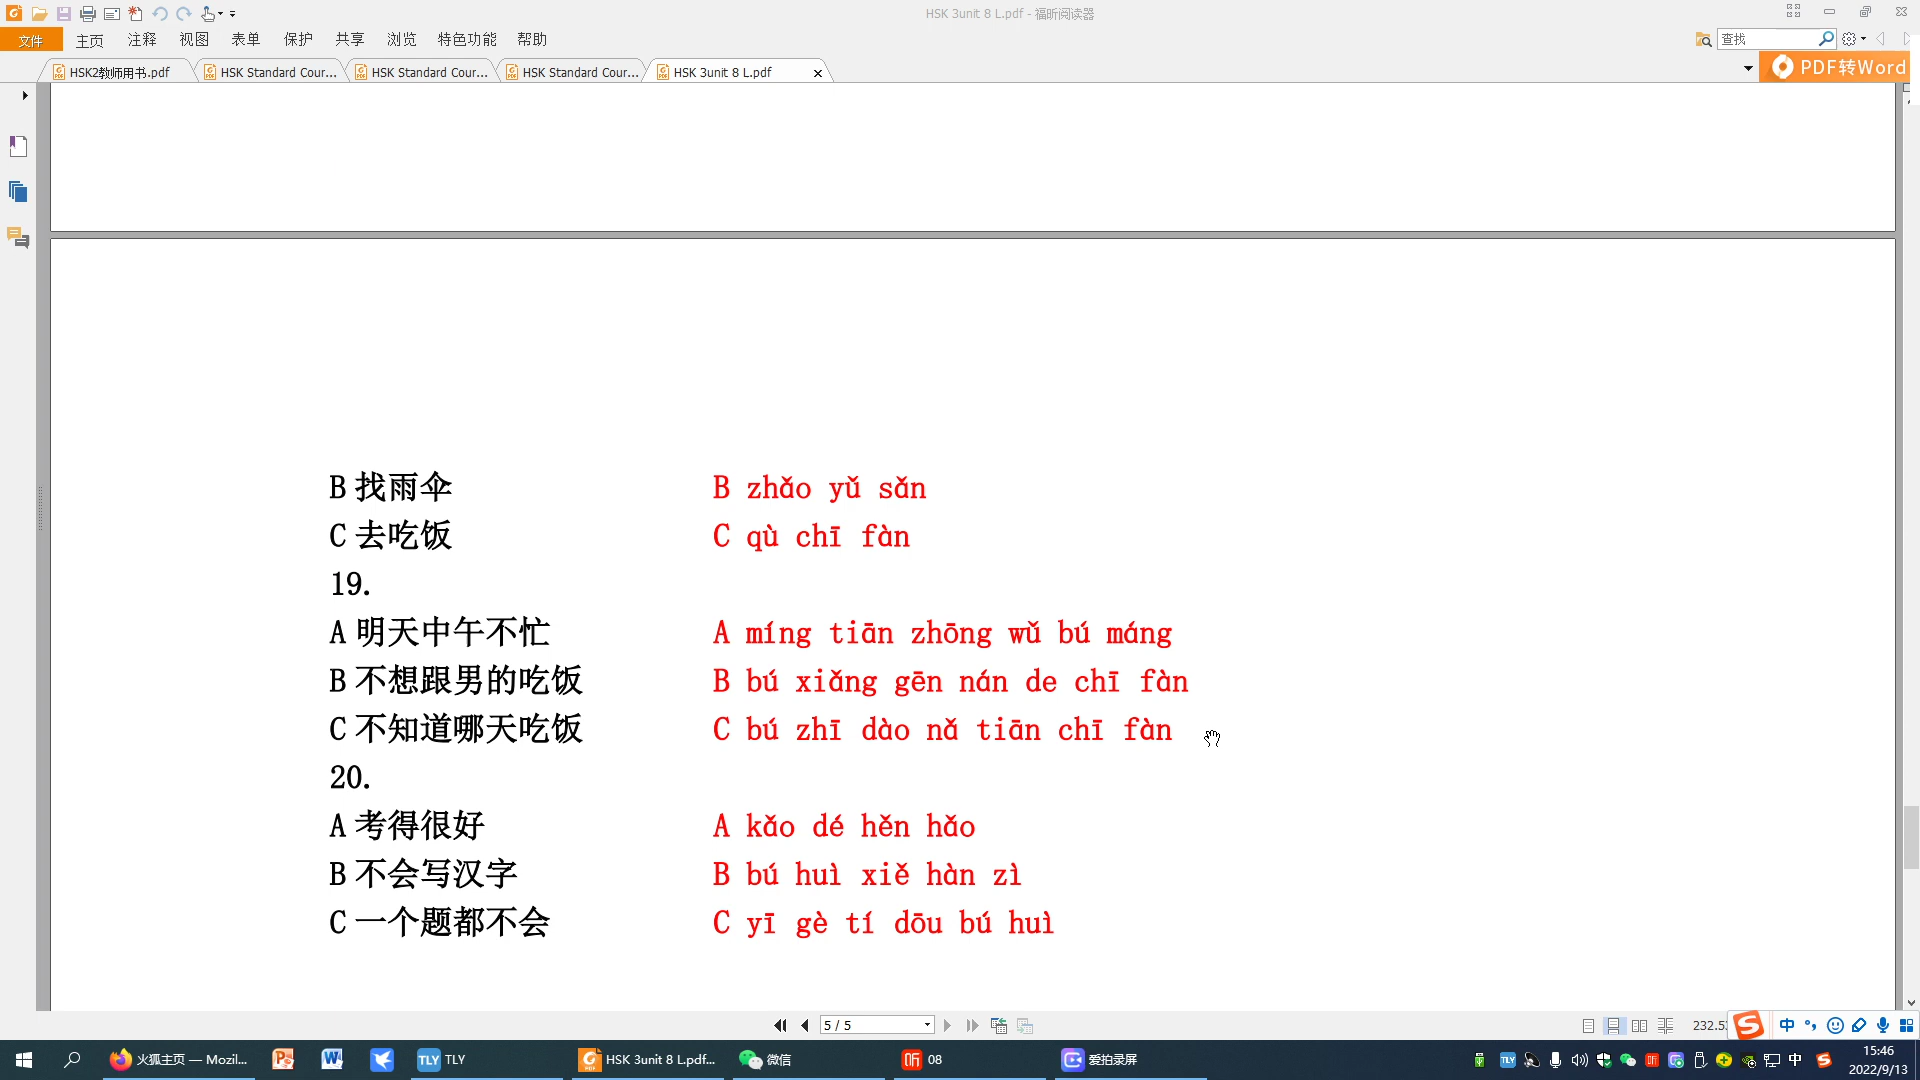 HSK 3unit 8 L.pdf - 福昕阅读器
文件 主页 注释 视图 表单 保护 共享 浏览 特色功能 帮助 查找
HSK2教师用书.pdf HSK Standard Cour... HSK Standard Cour... HSK Standard Cour... HSK 3unit 8 L.pdf PDF转Word
B 找雨伞 B zhǎo yǔ sǎn
C 去吃饭 C qù chī fàn
19.
A 明天中午不忙 A míng tiān zhōng wǔ bú máng
B 不想跟男的吃饭 B bú xiǎng gēn nán de chī fàn
C 不知道哪天吃饭 C bú zhī dào nǎ tiān chī fàn
20.
A 考得很好 A kǎo dé hěn hǎo
B 不会写汉字 B bú huì xiě hàn zì
C 一个题都不会 C yī gè tí dōu bú huì
5 / 5 中
火狐主页 — Mozil... TLY TLY HSK 3unit 8 L.pdf... 微信 听 08 爱拍录屏 中 15:46
2022/9/13